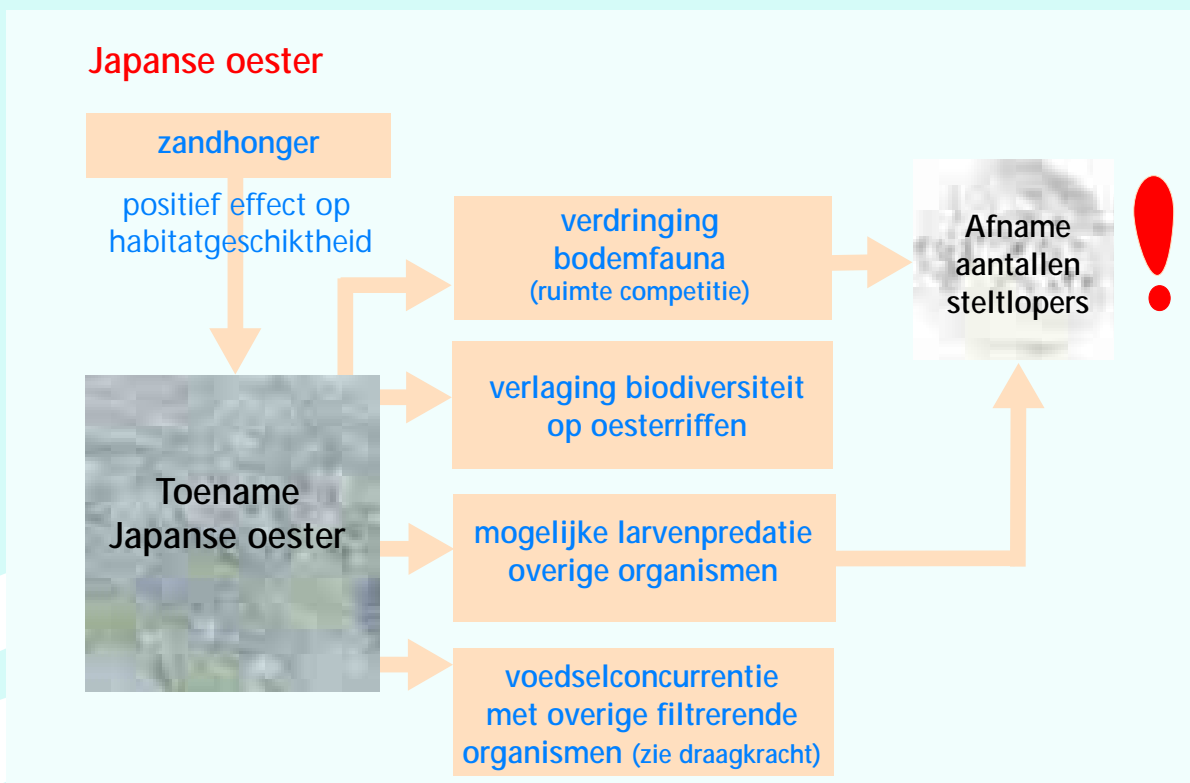 Japanse oester
zandhonger
positief effect op
habitatgeschiktheid
Toename
Japanse oester
verdringing
bodemfauna
(ruimte competitie)
verlaging biodiversiteit
op oesterriffen
mogelijke larvenpredatie
overige organismen
voedselconcurrentie
met overige filtrerende
organismen (zie draagkracht)
Afname
aantallen
steltlopers
!